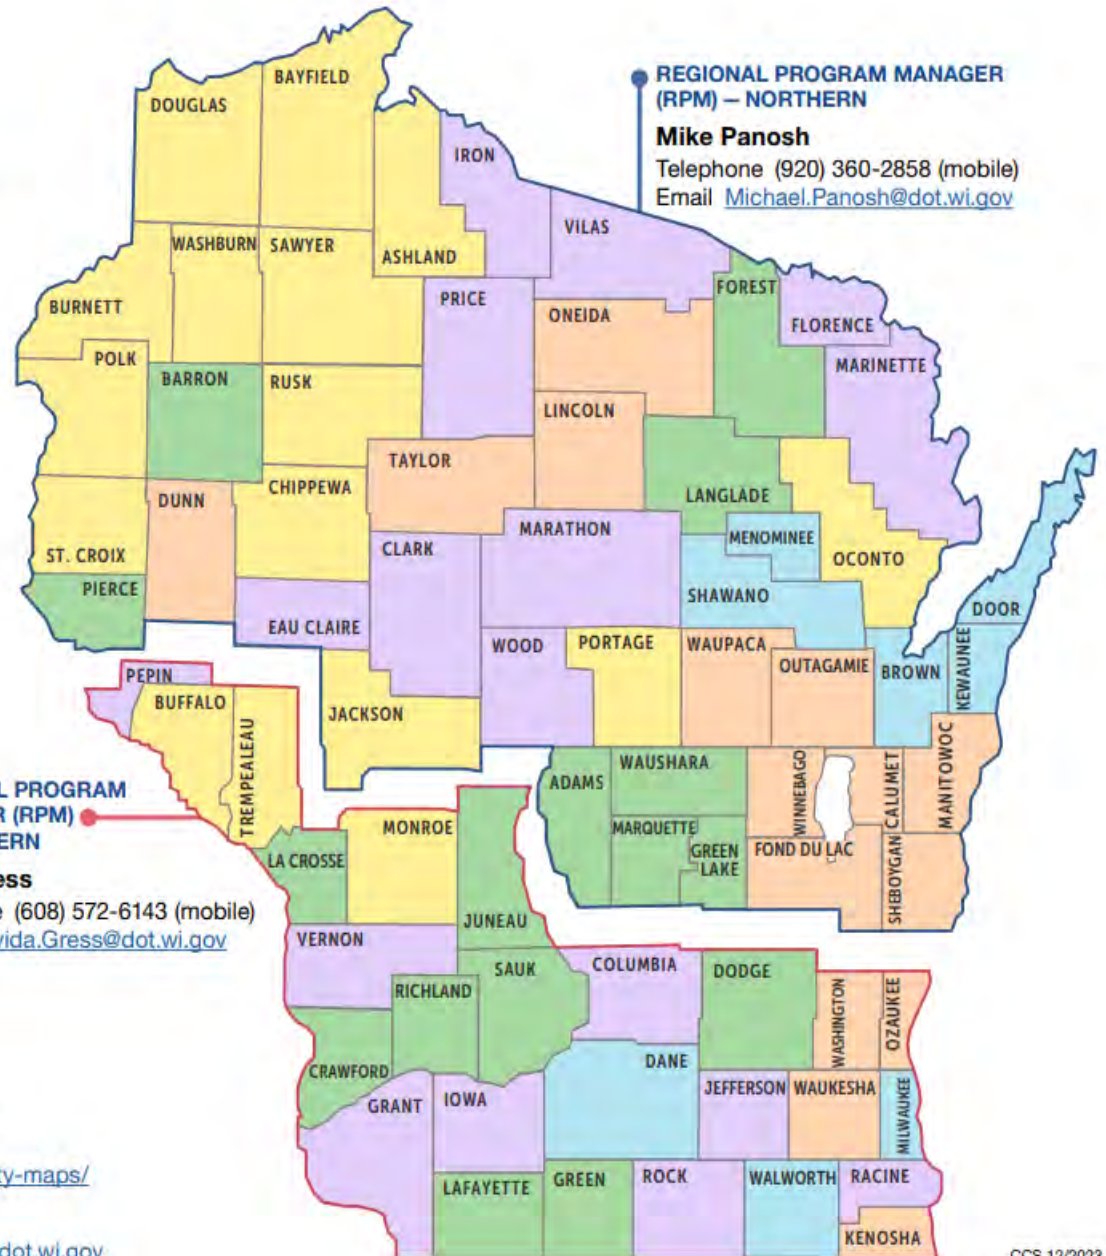 REGIONAL PROGRAM MANAGER
(RPM) – NORTHERN
Mike Panosh
Telephone (920) 360-2858 (mobile)
Email Michael.Panosh@dot.wi.gov
BAYFIELD
DOUGLAS
IRON
VILAS
WASHBURN
SAWYER
ASHLAND
FOREST
PRICE
BURNETT
ONEIDA
FLORENCE
POLK
MARINETTE
BARRON
RUSK
LINCOLN
TAYLOR
CHIPPEWA
LANGLADE
DUNN
MARATHON
MENOMINEE
CLARK
ST. CROIX
OCONTO
PIERCE
SHAWANO
DOOR
EAU CLAIRE
WOOD
PORTAGE
WAUPACA
OUTAGAMIE
BROWN
KEWAUNEE
PEPIN
BUFFALO
JACKSON
TREMPEALEAU
WAUSHARA
ADAMS
WINNEBAGO
CALUMET
MANITOWOC
L PROGRAM
R (RPM)
ERN
ess
e (608) 572-6143 (mobile)
vida.Gress@dot.wi.gov
MONROE
MARQUETTE
GREEN
LAKE
FOND DU LAC
SHEBOYGAN
LA CROSSE
JUNEAU
VERNON
SAUK
COLUMBIA
DODGE
RICHLAND
WASHINGTON
OZAUKEE
CRAWFORD
DANE
JEFFERSON
WAUKESHA
MILWAUKEE
GRANT
IOWA
LAFAYETTE
GREEN
ROCK
WALWORTH
RACINE
KENOSHA
ty-maps/
dot.wi.gov
CCS 12/2023